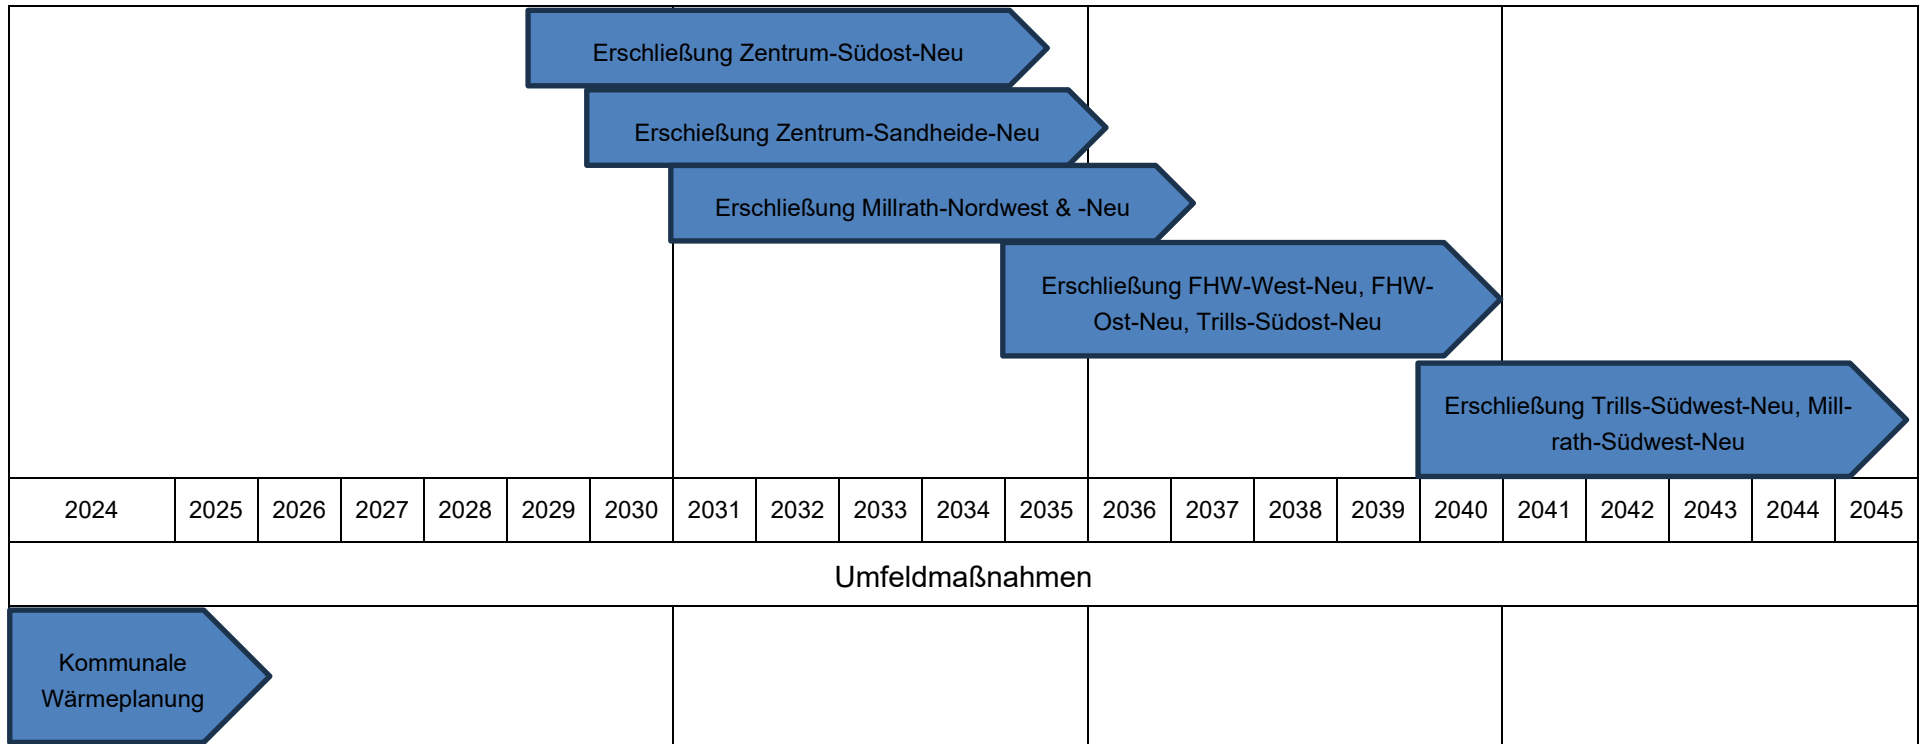 Erschließung Zentrum-Südost-Neu
Erschießung Zentrum-Sandheide-Neu
Erschließung Millrath-Nordwest & -Neu
Erschließung FHW-West-Neu, FHW-
Ost-Neu, Trills-Südost-Neu
Erschließung Trills-Südwest-Neu, Mill-
rath-Südwest-Neu
2024 2025 2026 2027 2028 2029 2030 2031 2032 2033 2034 2035 2036 2037 2038 2039 2040 2041 2042 2043 2044 2045
Umfeldmaßnahmen
Kommunale
Wärmeplanung